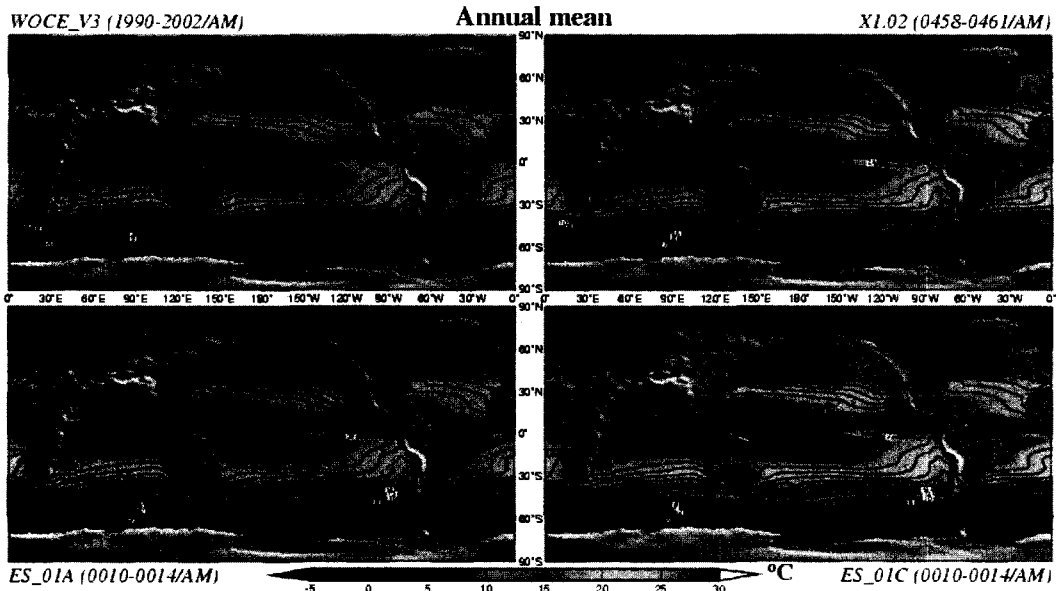 WOCE_V3 (1990-2002/AM) Annual mean X1.02 (0458-0461/AM)
90°N
60°N
30°N
0°
30°S
60°S
90°S
0° 30°E 60°E 90°E 120°E 150°E 180° 150°W 120°W 90°W 60°W 30°W 0° 0° 30°E 60°E 90°E 120°E 150°E 180° 150°W 120°W 90°W 60°W 30°W 0°
90°N
60°N
30°N
0°
30°S
60°S
90°S
ES_01A (0010-0014/AM) °C ES_01C (0010-0014/AM)
-5 0 5 10 15 20 25 30